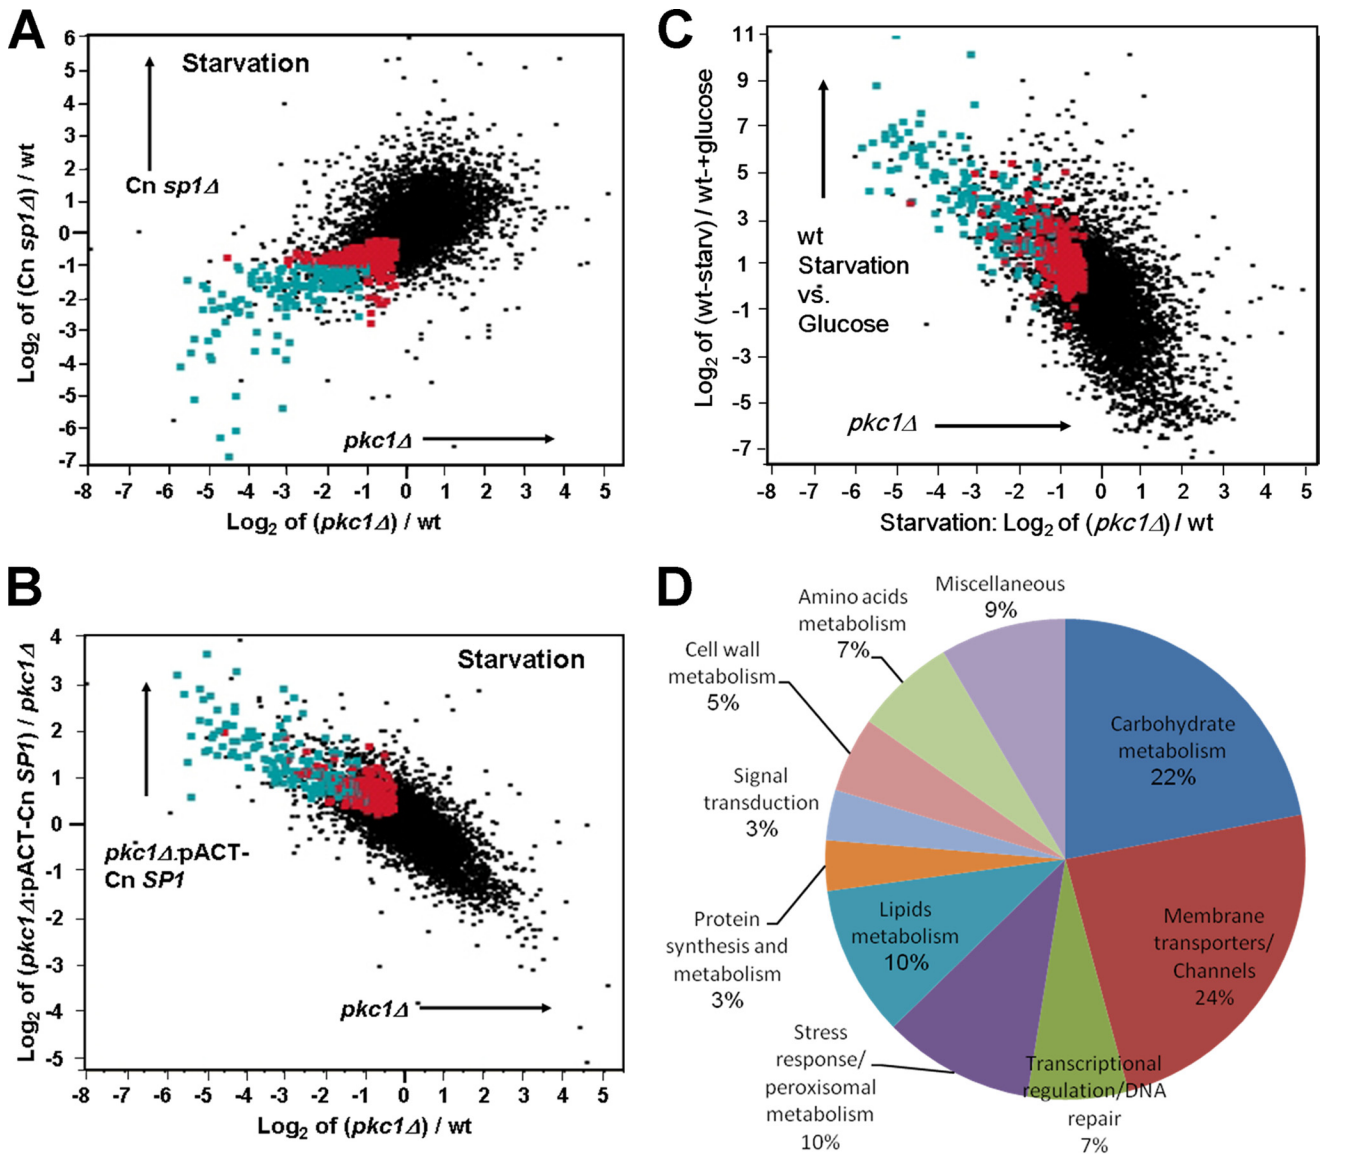 A
6
5
4
3
2
1
0
-1
-2
-3
-4
-5
-6
-7
Log2 of (Cn sp1Δ) / wt
Starvation
Cn sp1Δ
pkc1Δ
-8 -7 -6 -5 -4 -3 -2 -1 0 1 2 3 4 5
Log2 of (pkc1Δ) / wt
B
4
3
2
1
0
-1
-2
-3
-4
-5
Log2 of (pkc1Δ:pACT-Cn SP1) / pkc1Δ
Starvation
pkc1Δ:pACT-
Cn SP1
pkc1Δ
-8 -7 -6 -5 -4 -3 -2 -1 0 1 2 3 4 5
Log2 of (pkc1Δ) / wt
C
11
9
7
5
3
1
-1
-3
-5
-7
Log2 of (wt-starv) / wt-+glucose
wt
Starvation
vs.
Glucose
pkc1Δ
-8 -7 -6 -5 -4 -3 -2 -1 0 1 2 3 4 5
Starvation: Log2 of (pkc1Δ) / wt
D
Miscellaneous
9%
Amino acids
metabolism
7%
Cell wall
metabolism
5%
Signal
transduction
3%
Protein
synthesis and
metabolism
3%
Lipids
metabolism
10%
Stress
response/
peroxisomal
metabolism
10%
Transcriptional
regulation/DNA
repair
7%
Membrane
transporters/
Channels
24%
Carbohydrate
metabolism
22%